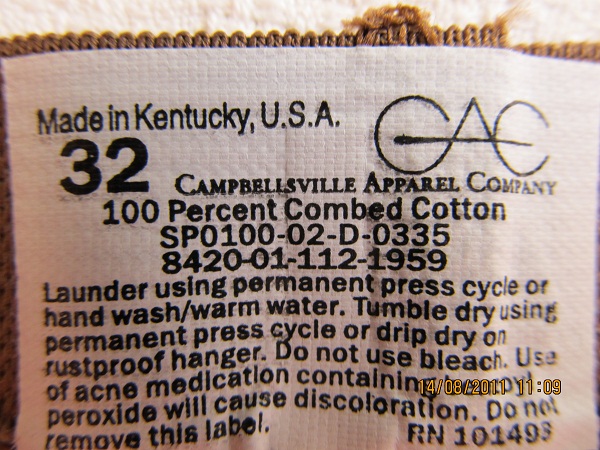 Made in Kentucky, U.S.A.
CAC
32
CAMPBELLSVILLE APPAREL COMPANY
100 Percent Combed Cotton
SP0100-02-D-0335
8420-01-112-1959
Launder using permanent press cycle or
hand wash/warm water. Tumble dry using
permanent press cycle or drip dry on
rustproof hanger. Do not use bleach. Use
of acne medication containing
14/08/2011 11:09
peroxide will cause discoloration. Do not
remove this label.
RN 101493